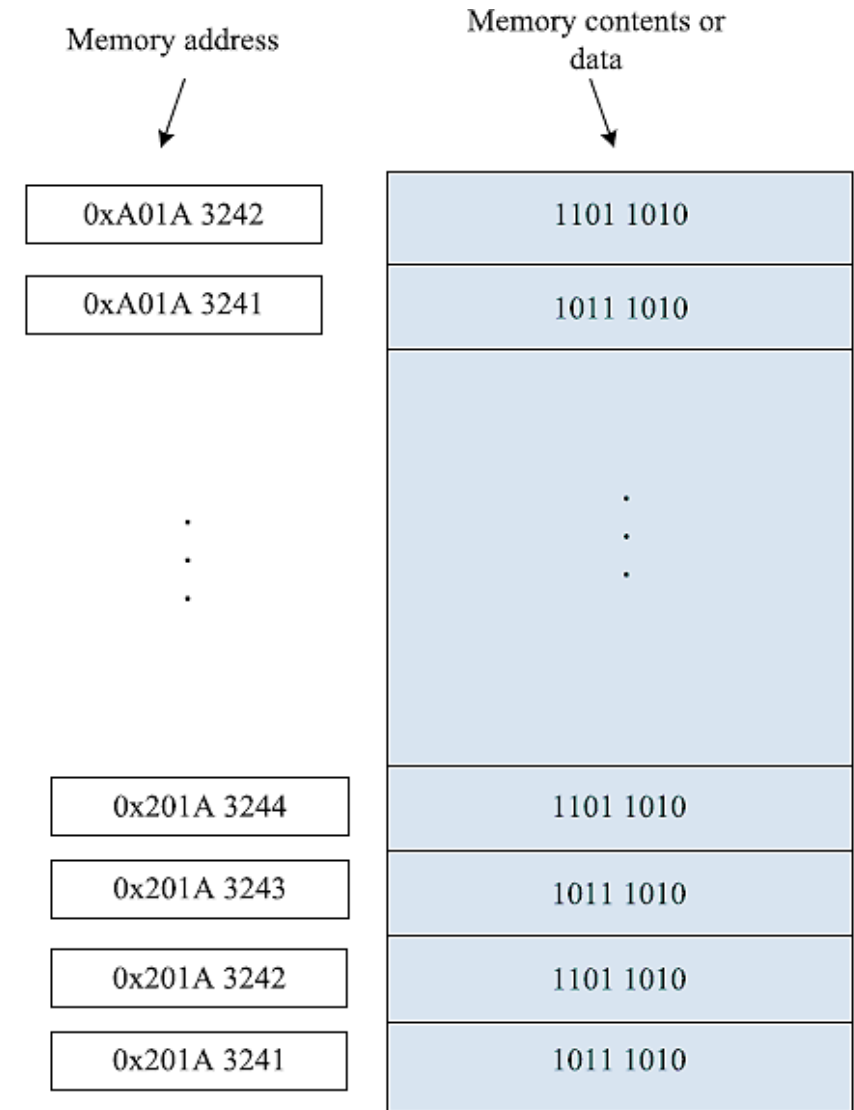 Memory address
Memory contents or
data
0xA01A 3242
1101 1010
0xA01A 3241
1011 1010
0x201A 3244
1101 1010
0x201A 3243
1011 1010
0x201A 3242
1101 1010
0x201A 3241
1011 1010